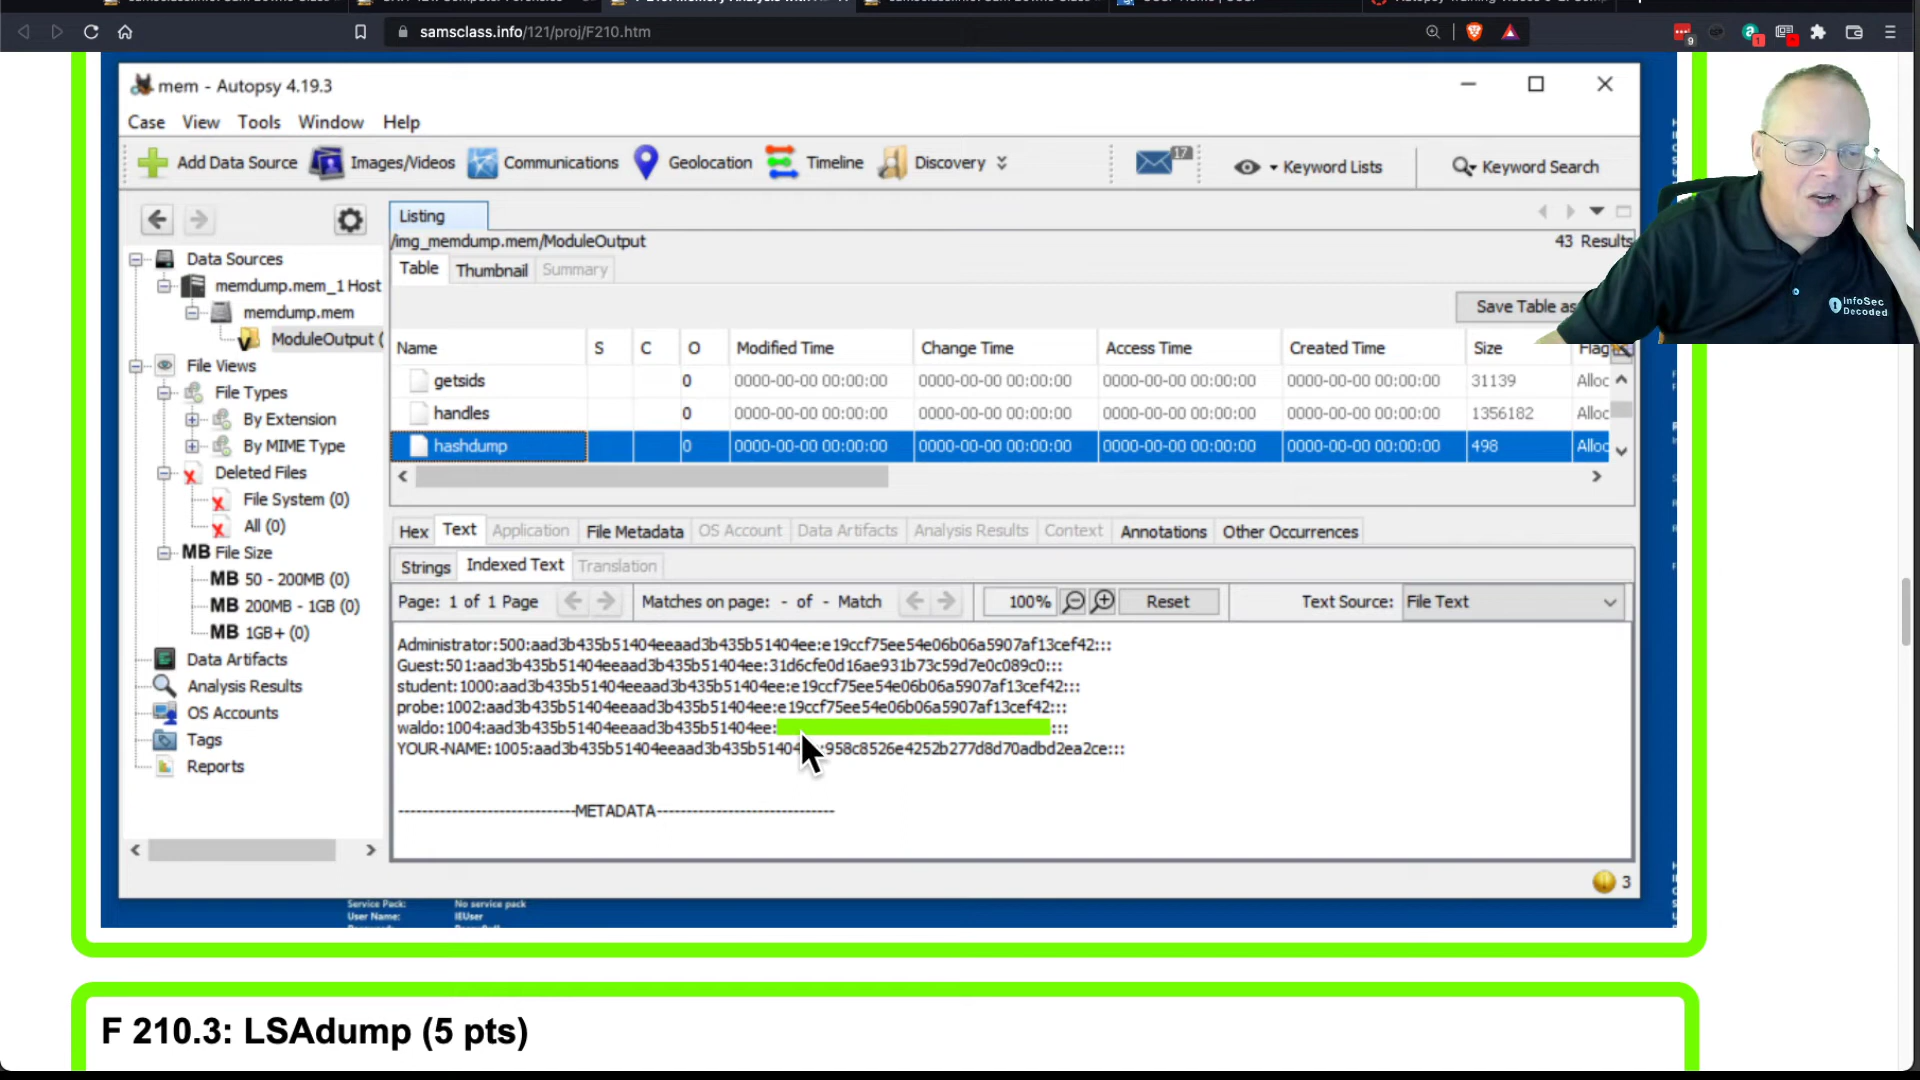 samsclass.info/121/proj/F210.htm
9
1
mem - Autopsy 4.19.3
Case View Tools Window Help
Add Data Source Images/Videos Communications Geolocation Timeline Discovery 17 Keyword Lists Keyword Search
Listing
/img_memdump.mem/ModuleOutput 43 Results
Table Thumbnail Summary
Save Table as
Data Sources
memdump.mem_1 Host
memdump.mem
ModuleOutput (
File Views
File Types
By Extension
By MIME Type
Deleted Files
File System (0)
All (0)
MB File Size
MB 50 - 200MB (0)
MB 200MB - 1GB (0)
MB 1GB+ (0)
Data Artifacts
Analysis Results
OS Accounts
Tags
Reports
Name S C O Modified Time Change Time Access Time Created Time Size Flag
getsids 0 0000-00-00 00:00:00 0000-00-00 00:00:00 0000-00-00 00:00:00 0000-00-00 00:00:00 31139 Alloc
handles 0 0000-00-00 00:00:00 0000-00-00 00:00:00 0000-00-00 00:00:00 0000-00-00 00:00:00 1356182 Alloc
hashdump 0 0000-00-00 00:00:00 0000-00-00 00:00:00 0000-00-00 00:00:00 0000-00-00 00:00:00 498 Alloc
Hex Text Application File Metadata OS Account Data Artifacts Analysis Results Context Annotations Other Occurrences
Strings Indexed Text Translation
Page: 1 of 1 Page Matches on page: - of - Match 100% Reset Text Source: File Text
Administrator:500:aad3b435b51404eeaad3b435b51404ee:e19ccf75ee54e06b06a5907af13cef42:::
Guest:501:aad3b435b51404eeaad3b435b51404ee:31d6cfe0d16ae931b73c59d7e0c089c0:::
student:1000:aad3b435b51404eeaad3b435b51404ee:e19ccf75ee54e06b06a5907af13cef42:::
probe:1002:aad3b435b51404eeaad3b435b51404ee:e19ccf75ee54e06b06a5907af13cef42:::
waldo:1004:aad3b435b51404eeaad3b435b51404ee: :::
YOUR-NAME:1005:aad3b435b51404eeaad3b435b51404 :958c8526e4252b277d8d70adbd2ea2ce:::
------------------------------METADATA------------------------------
3
Service Pack: No service pack
User Name: IEUser
InfoSec
Decoded
F 210.3: LSAdump (5 pts)